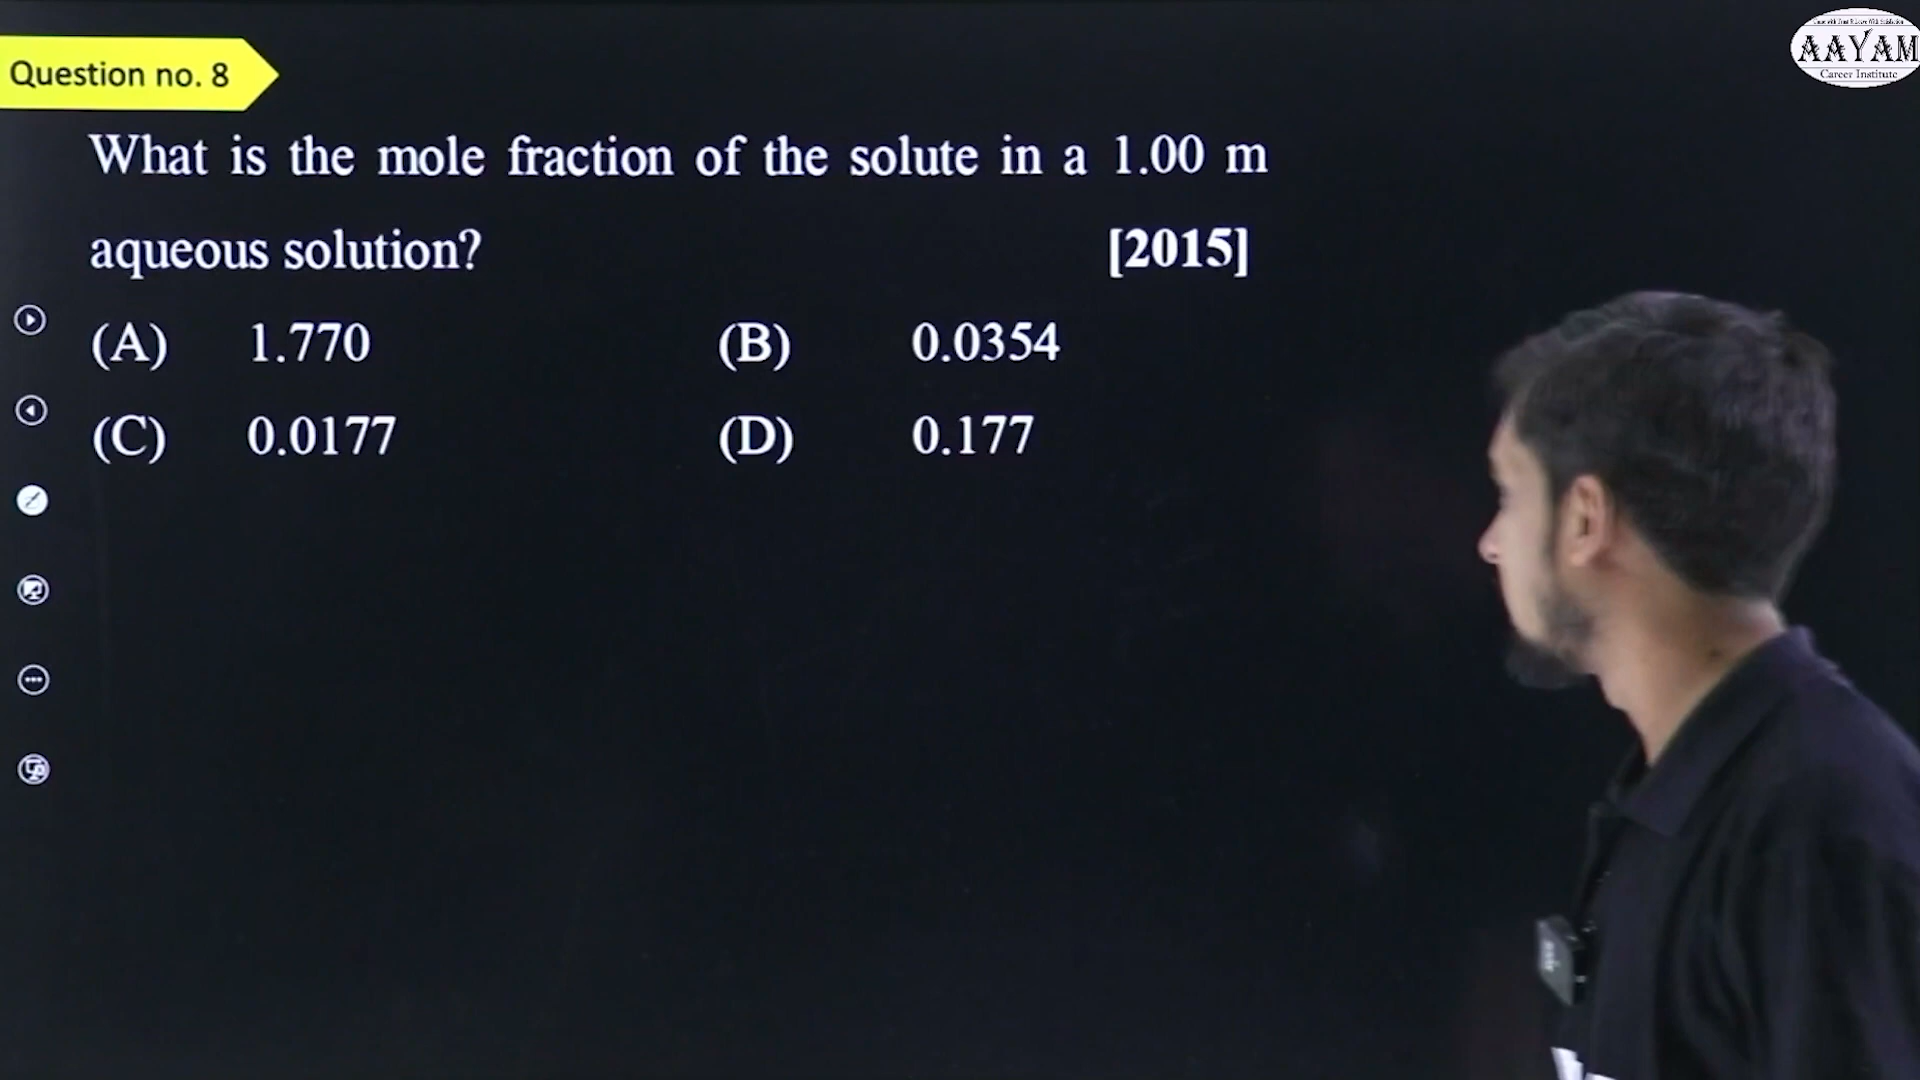 AAYAM
Career Institute
Question no. 8
What is the mole fraction of the solute in a 1.00 m
aqueous solution? [2015]
(A) 1.770 (B) 0.0354
(C) 0.0177 (D) 0.177